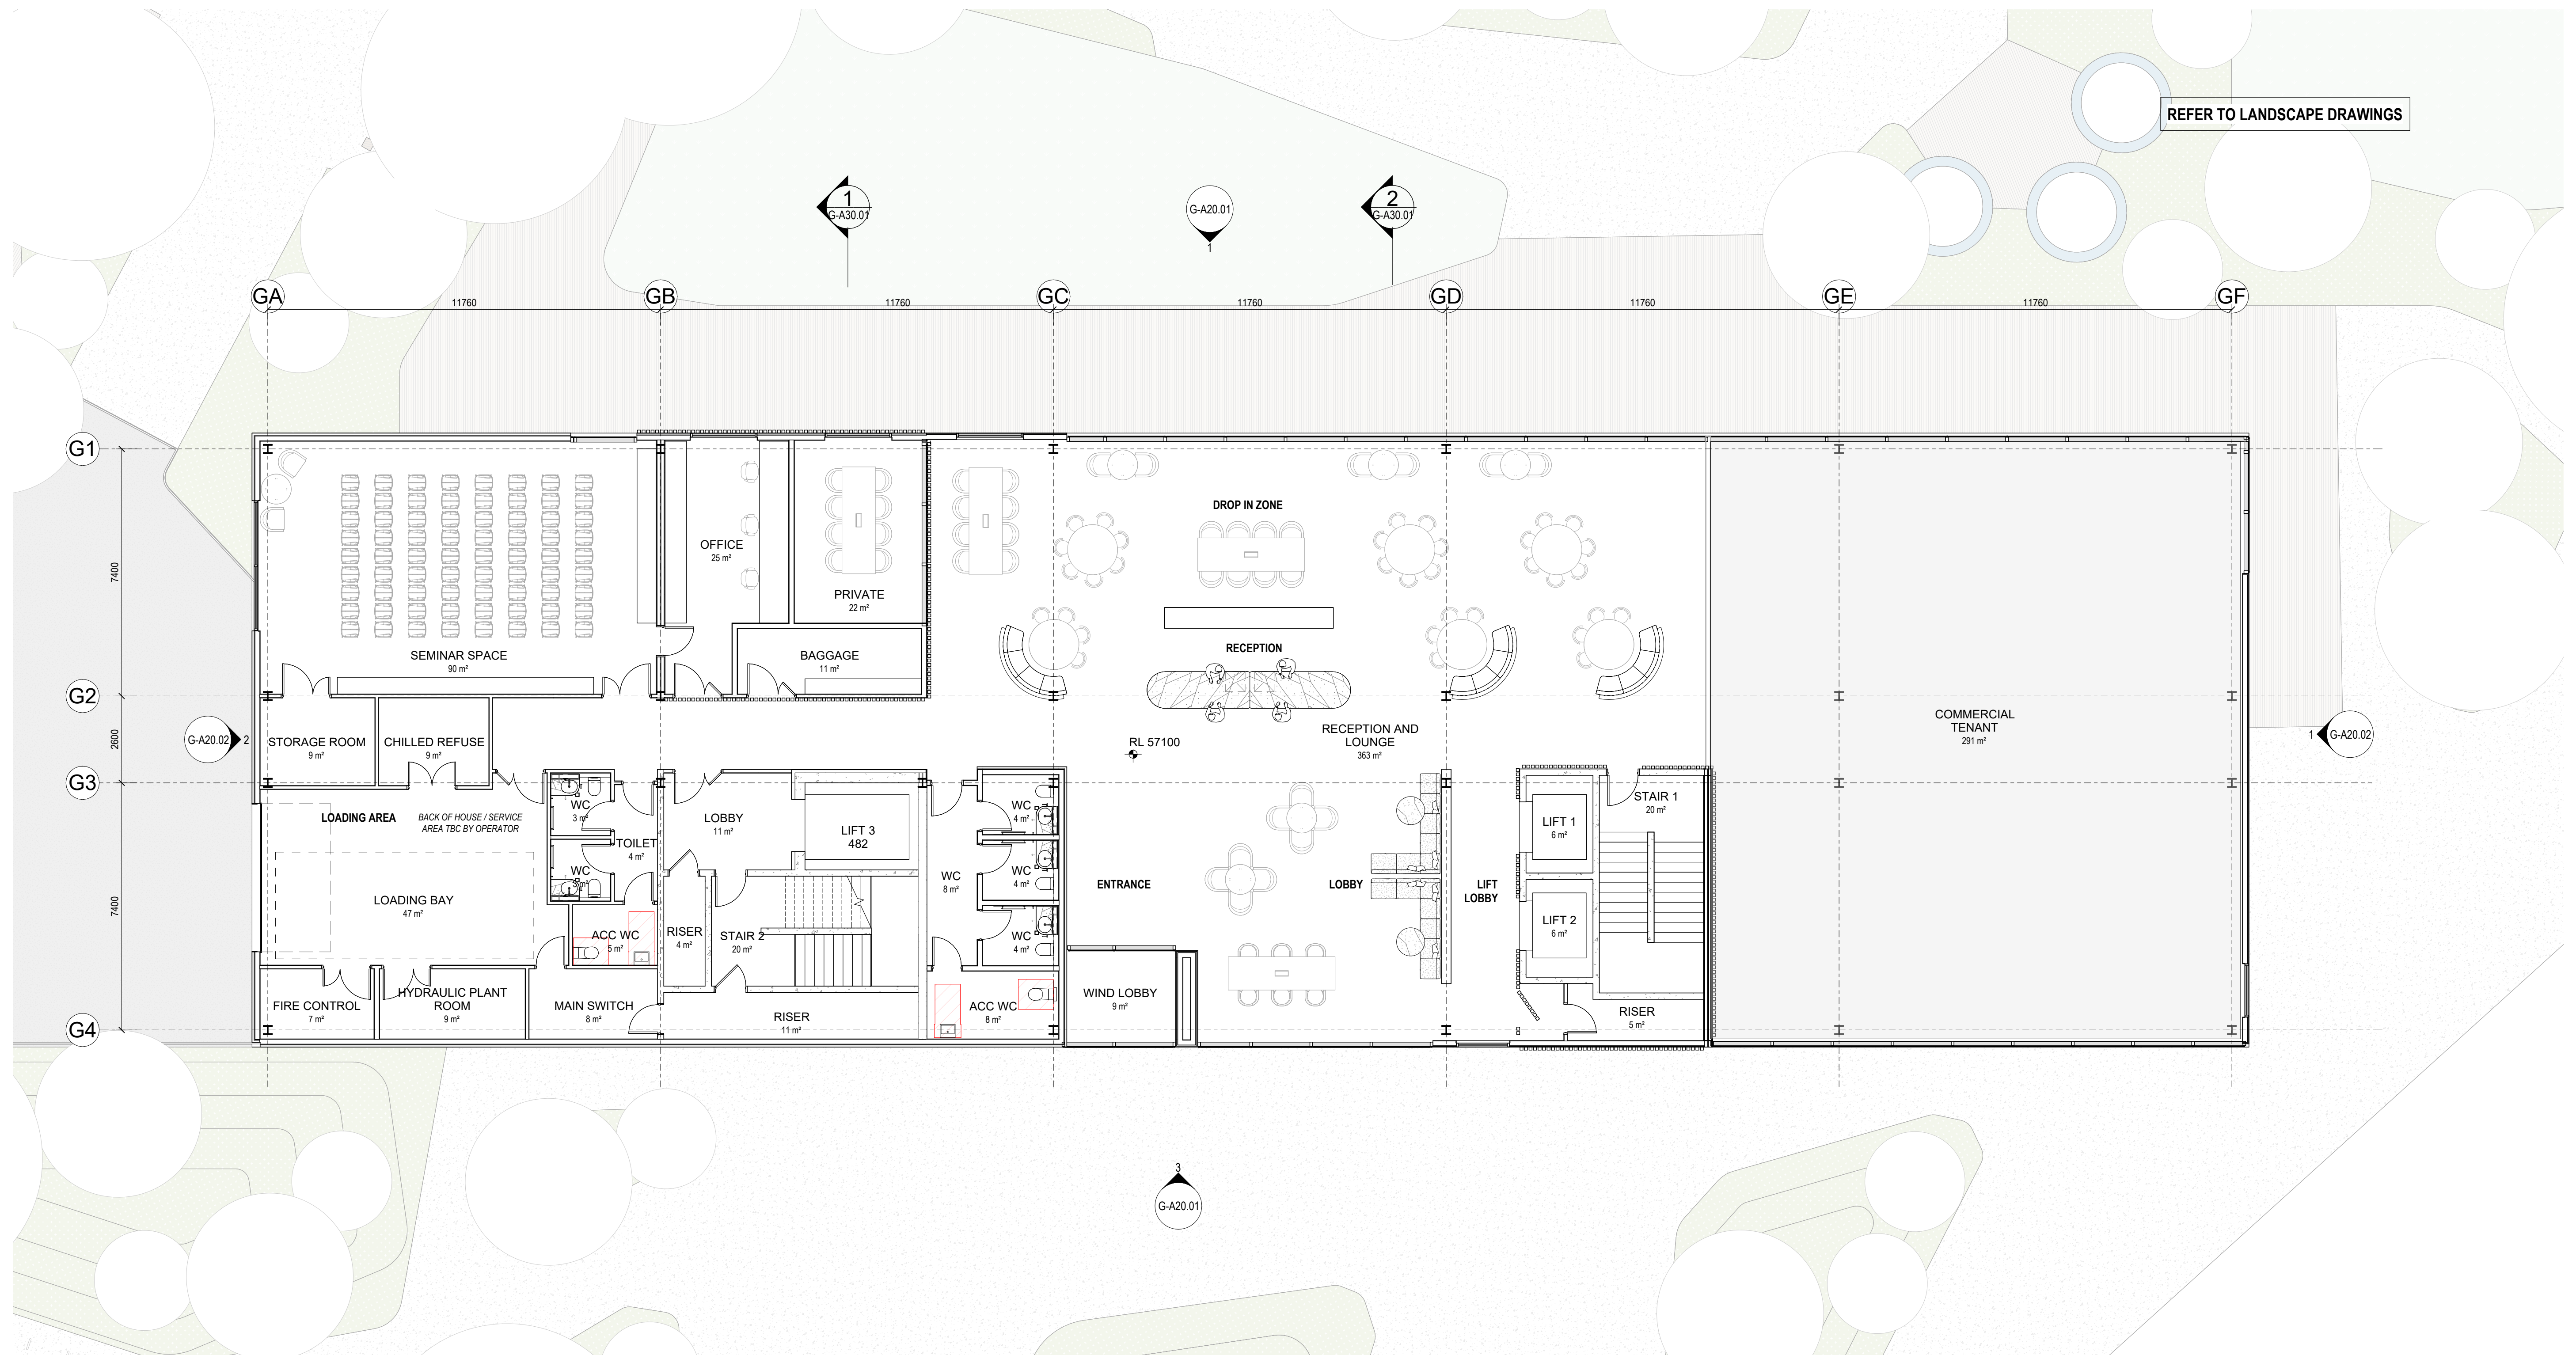 REFER TO LANDSCAPE DRAWINGS
1
G-A30.01
G-A20.01
1
2
G-A30.01
GA
GB
GC
GD
GE
GF
11760
11760
11760
11760
11760
G1
G2
G3
G4
7400
2600
7400
DROP IN ZONE
OFFICE
25 m²
PRIVATE
22 m²
SEMINAR SPACE
90 m²
BAGGAGE
11 m²
RECEPTION
G-A20.02
2
STORAGE ROOM
9 m²
CHILLED REFUSE
9 m²
RL 57100
RECEPTION AND
LOUNGE
363 m²
COMMERCIAL
TENANT
291 m²
1
G-A20.02
LOADING AREA
BACK OF HOUSE / SERVICE
AREA TBC BY OPERATOR
WC
3 m²
TOILET
4 m²
WC
3 m²
LOBBY
11 m²
LIFT 3
482
WC
4 m²
WC
4 m²
WC
4 m²
WC
8 m²
STAIR 1
20 m²
LIFT 1
6 m²
LIFT 2
6 m²
ENTRANCE
LOBBY
LIFT
LOBBY
LOADING BAY
47 m²
ACC WC
5 m²
RISER
4 m²
STAIR 2
20 m²
FIRE CONTROL
7 m²
HYDRAULIC PLANT
ROOM
9 m²
MAIN SWITCH
8 m²
RISER
11 m²
ACC WC
8 m²
WIND LOBBY
9 m²
RISER
5 m²
3
G-A20.01